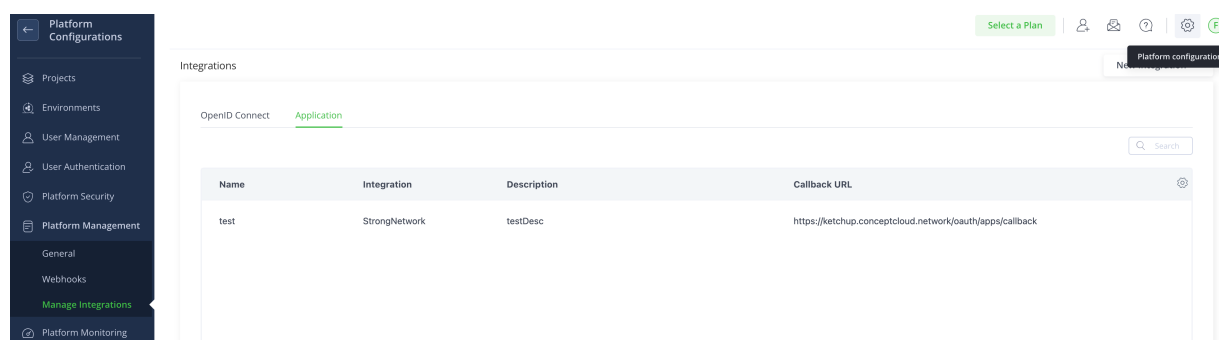 Platform
Configurations
Select a Plan
F
Platform configuration
Integrations
Projects
Environments
User Management
User Authentication
Platform Security
Platform Management
General
Webhooks
Manage Integrations
Platform Monitoring
OpenID Connect
Application
Search
Name Integration Description Callback URL
test StrongNetwork testDesc https://ketchup.conceptcloud.network/oauth/apps/callback